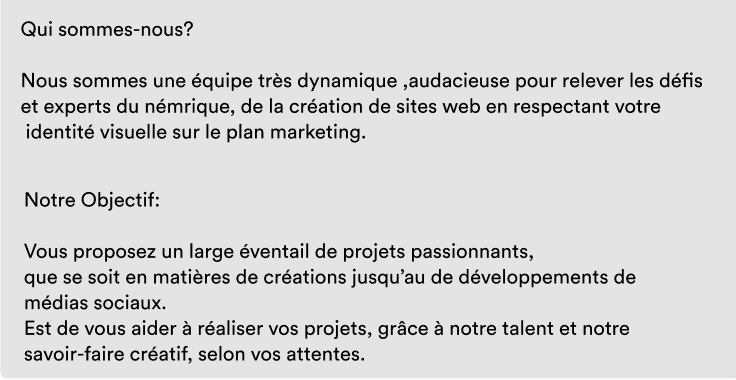 Qui sommes-nous?
Nous sommes une équipe très dynamique ,audacieuse pour relever les défis
et experts du némrique, de la création de sites web en respectant votre
identité visuelle sur le plan marketing.
Notre Objectif:
Vous proposez un large éventail de projets passionnants,
que se soit en matières de créations jusqu’au de développements de
médias sociaux.
Est de vous aider à réaliser vos projets, grâce à notre talent et notre
savoir-faire créatif, selon vos attentes.